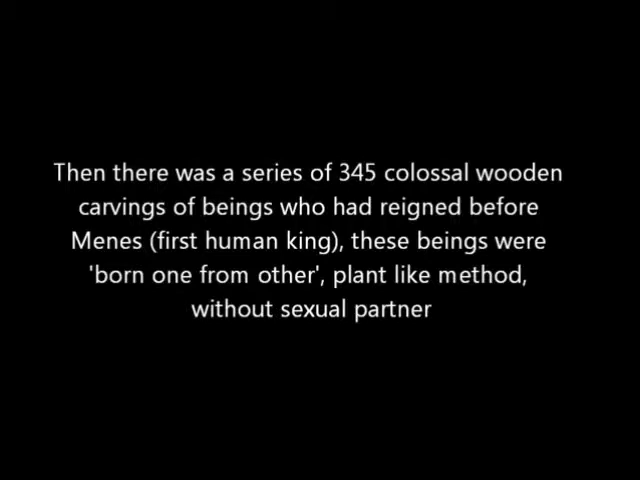 Then there was a series of 345 colossal wooden
carvings of beings who had reigned before
Menes (first human king), these beings were
'born one from other', plant like method,
without sexual partner